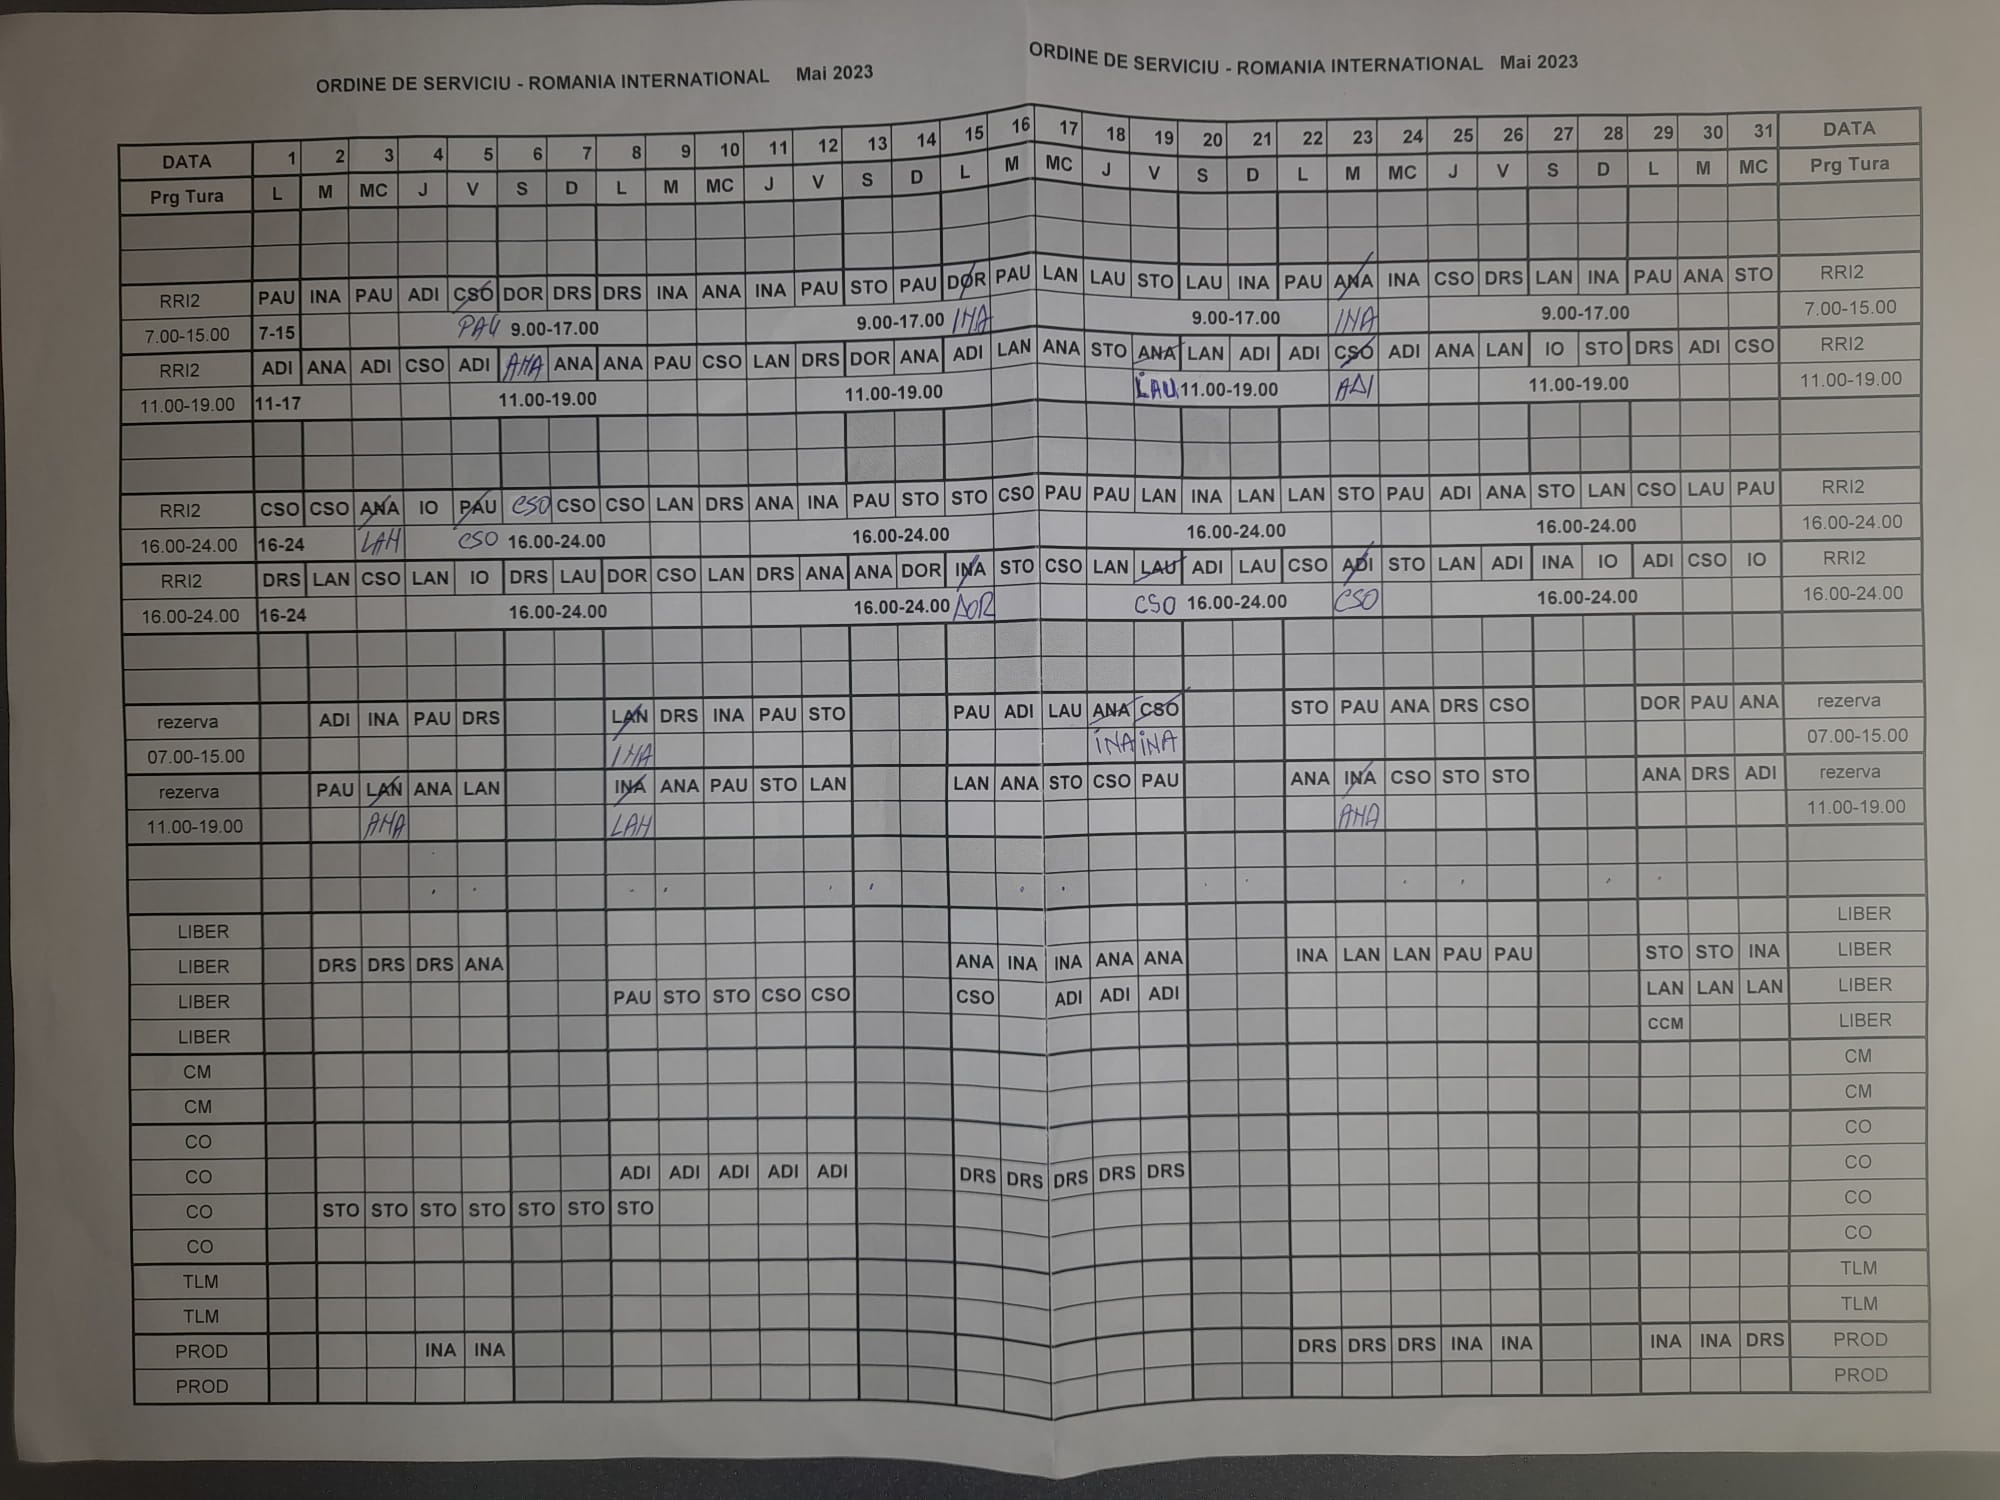 ORDINE DE SERVICIU - ROMANIA INTERNATIONAL Mai 2023 ORDINE DE SERVICIU - ROMANIA INTERNATIONAL Mai 2023
DATA 1 2 3 4 5 6 7 8 9 10 11 12 13 14 15 16 17 18 19 20 21 22 23 24 25 26 27 28 29 30 31 DATA
Prg Tura L M MC J V S D L M MC J V S D L M MC J V S D L M MC J V S D L M MC Prg Tura
RRI2 PAU INA PAU ADI CSO DOR DRS DRS INA ANA INA PAU STO PAU DOR PAU LAN LAU STO LAU INA PAU ANA INA CSO DRS LAN INA PAU ANA STO RRI2
7.00-15.00 7-15 PAU 9.00-17.00 9.00-17.00 INA 9.00-17.00 INA 9.00-17.00 7.00-15.00
RRI2 ADI ANA ADI CSO ADI ANA ANA ANA PAU CSO LAN DRS DOR ANA ADI LAN ANA STO ANA LAN ADI ADI CSO ADI ANA LAN IO STO DRS ADI CSO RRI2
11.00-19.00 11-17 11.00-19.00 11.00-19.00 LAU 11.00-19.00 ADI 11.00-19.00 11.00-19.00
RRI2 CSO CSO ANA IO PAU CSO CSO CSO LAN DRS ANA INA PAU STO STO CSO PAU PAU LAN INA LAN LAN STO PAU ADI ANA STO LAN CSO LAU PAU RRI2
16.00-24.00 16-24 LAN CSO 16.00-24.00 16.00-24.00 16.00-24.00 16.00-24.00 16.00-24.00
RRI2 DRS LAN CSO LAN IO DRS LAU DOR CSO LAN DRS ANA ANA DOR INA STO CSO LAN LAU ADI LAU CSO ADI STO LAN ADI INA IO ADI CSO IO RRI2
16.00-24.00 16-24 16.00-24.00 16.00-24.00 DOR CSO 16.00-24.00 CSO 16.00-24.00 16.00-24.00
rezerva ADI INA PAU DRS LAN DRS INA PAU STO PAU ADI LAU ANA CSO STO PAU ANA DRS CSO DOR PAU ANA rezerva
07.00-15.00 INA INA INA 07.00-15.00
rezerva PAU LAN ANA LAN INA ANA PAU STO LAN LAN ANA STO CSO PAU ANA INA CSO STO STO ANA DRS ADI rezerva
11.00-19.00 ANA LAN ANA 11.00-19.00
LIBER LIBER
LIBER DRS DRS DRS ANA ANA INA INA ANA ANA INA LAN LAN PAU PAU STO STO INA LIBER
LIBER PAU STO STO CSO CSO CSO ADI ADI ADI LAN LAN LAN LIBER
LIBER CCM LIBER
CM CM
CM CM
CO CO
CO ADI ADI ADI ADI ADI DRS DRS DRS DRS DRS CO
CO STO STO STO STO STO STO STO CO
CO CO
TLM TLM
TLM TLM
PROD INA INA DRS DRS DRS INA INA INA INA DRS PROD
PROD PROD